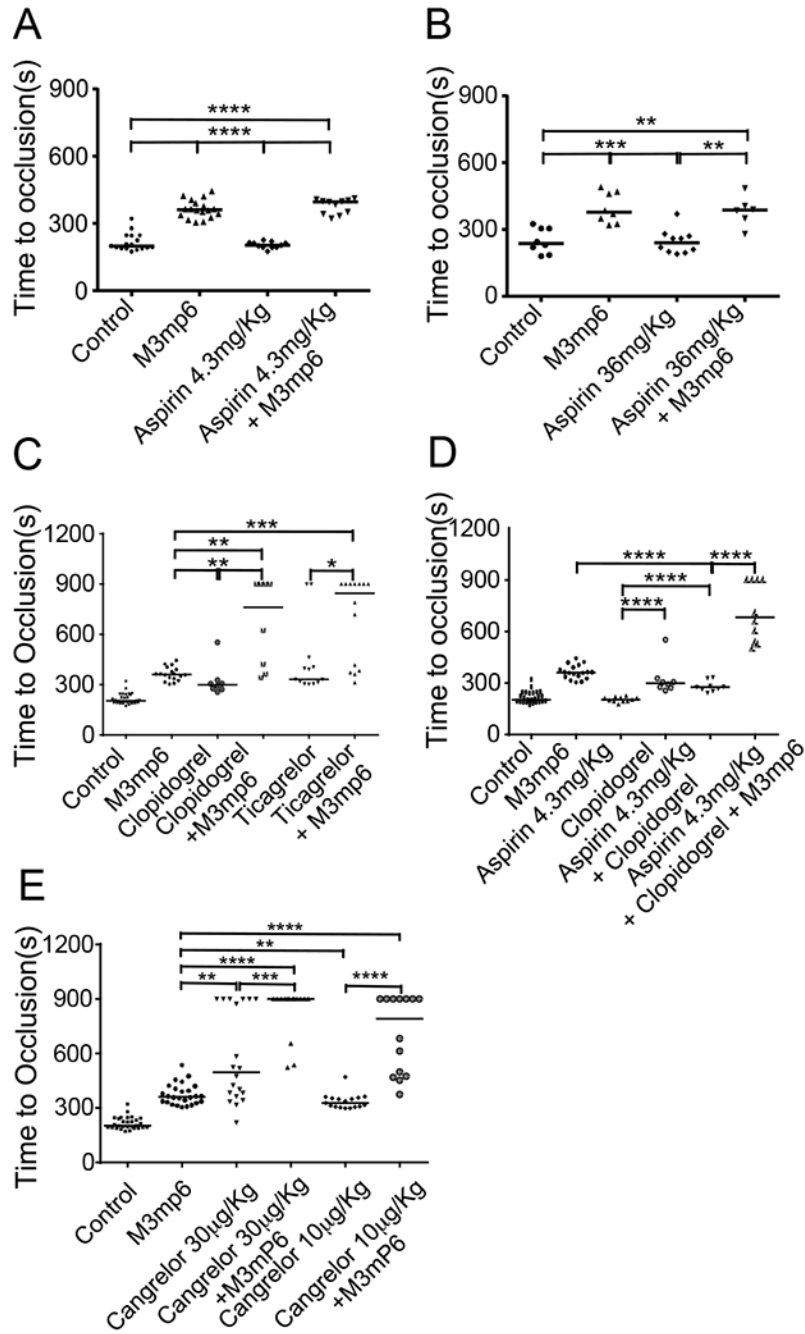 A
Time to occlusion(s)
900
600
300
0
****
****
Control
M3mp6
Aspirin 4.3mg/Kg
Aspirin 4.3mg/Kg
+ M3mp6
B
Time to occlusion(s)
900
600
300
0
**
***
**
Control
M3mp6
Aspirin 36mg/Kg
Aspirin 36mg/Kg
+ M3mp6
C
Time to Occlusion(s)
1200
900
600
300
0
***
**
**
*
Control
M3mp6
Clopidogrel
Clopidogrel
+M3mp6
Ticagrelor
Ticagrelor
+ M3mp6
D
Time to Occlusion(s)
1200
900
600
300
0
****
****
****
****
Control
M3mp6
Aspirin 4.3mg/Kg
Clopidogrel
Aspirin 4.3mg/Kg
+ Clopidogrel
Aspirin 4.3mg/Kg
+ Clopidogrel + M3mp6
E
Time to Occlusion(s)
1200
900
600
300
0
****
**
****
**
***
****
Control
M3mp6
Cangrelor 30µg/Kg
Cangrelor 30µg/Kg
+M3mP6
Cangrelor 10µg/Kg
Cangrelor 10µg/Kg
+M3mP6